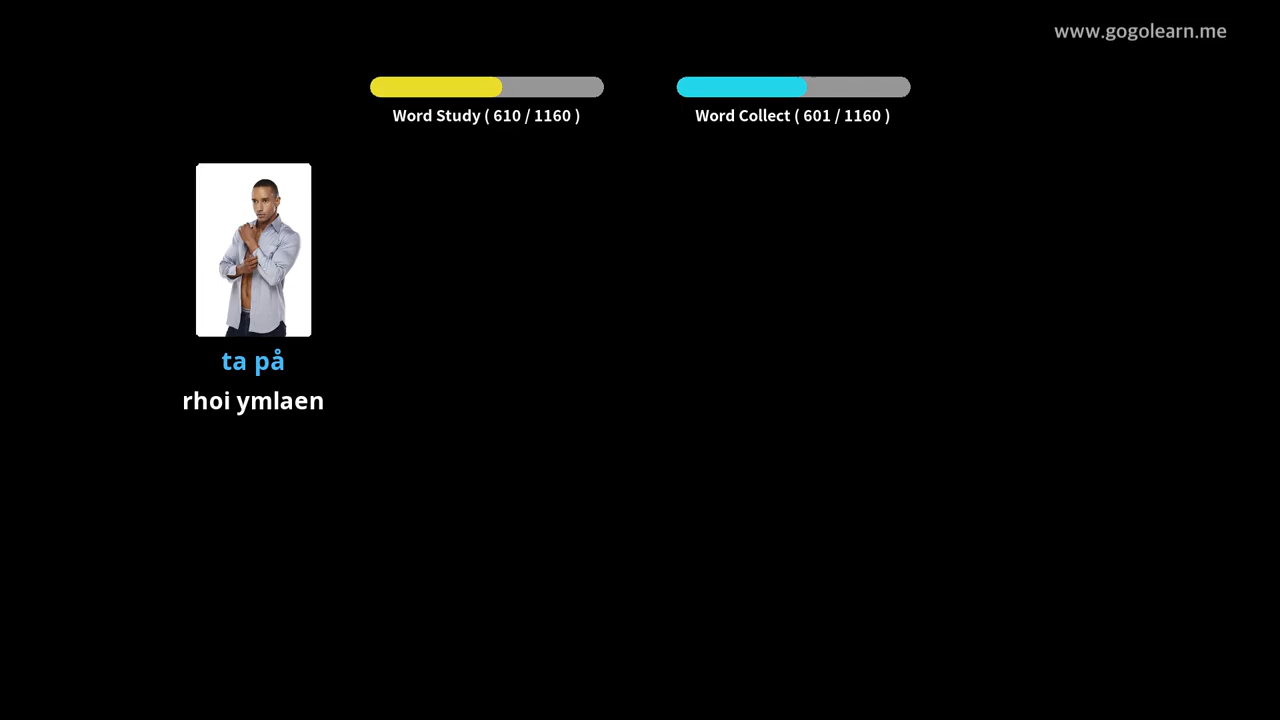 www.gogolearn.me
Word Study ( 610 / 1160 )
Word Collect ( 601 / 1160 )
ta på
rhoi ymlaen